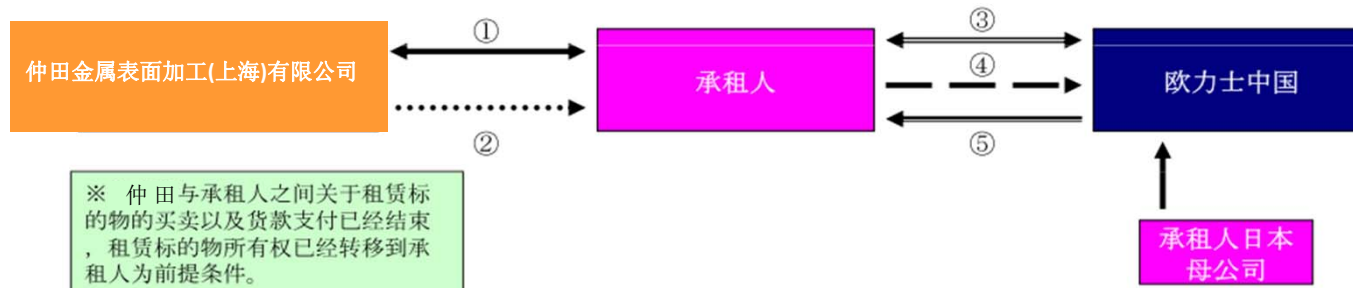 ①
③
仲田金属表面加工(上海)有限公司
承租人
④
欧力士中国
②
⑤
※ 仲田与承租人之间关于租赁标
的物的买卖以及货款支付已经结束
，租赁标的物所有权已经转移到承
租人为前提条件。
承租人日本
母公司